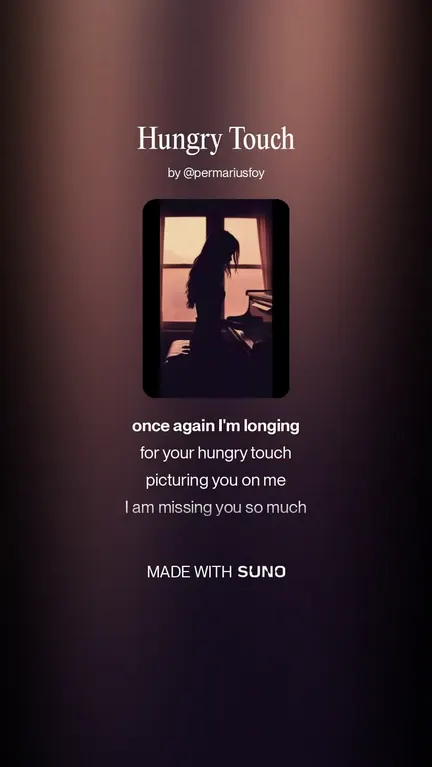 Hungry Touch
by @permariusfoy
once again I'm longing
for your hungry touch
picturing you on me
I am missing you so much
MADE WITH SUNO